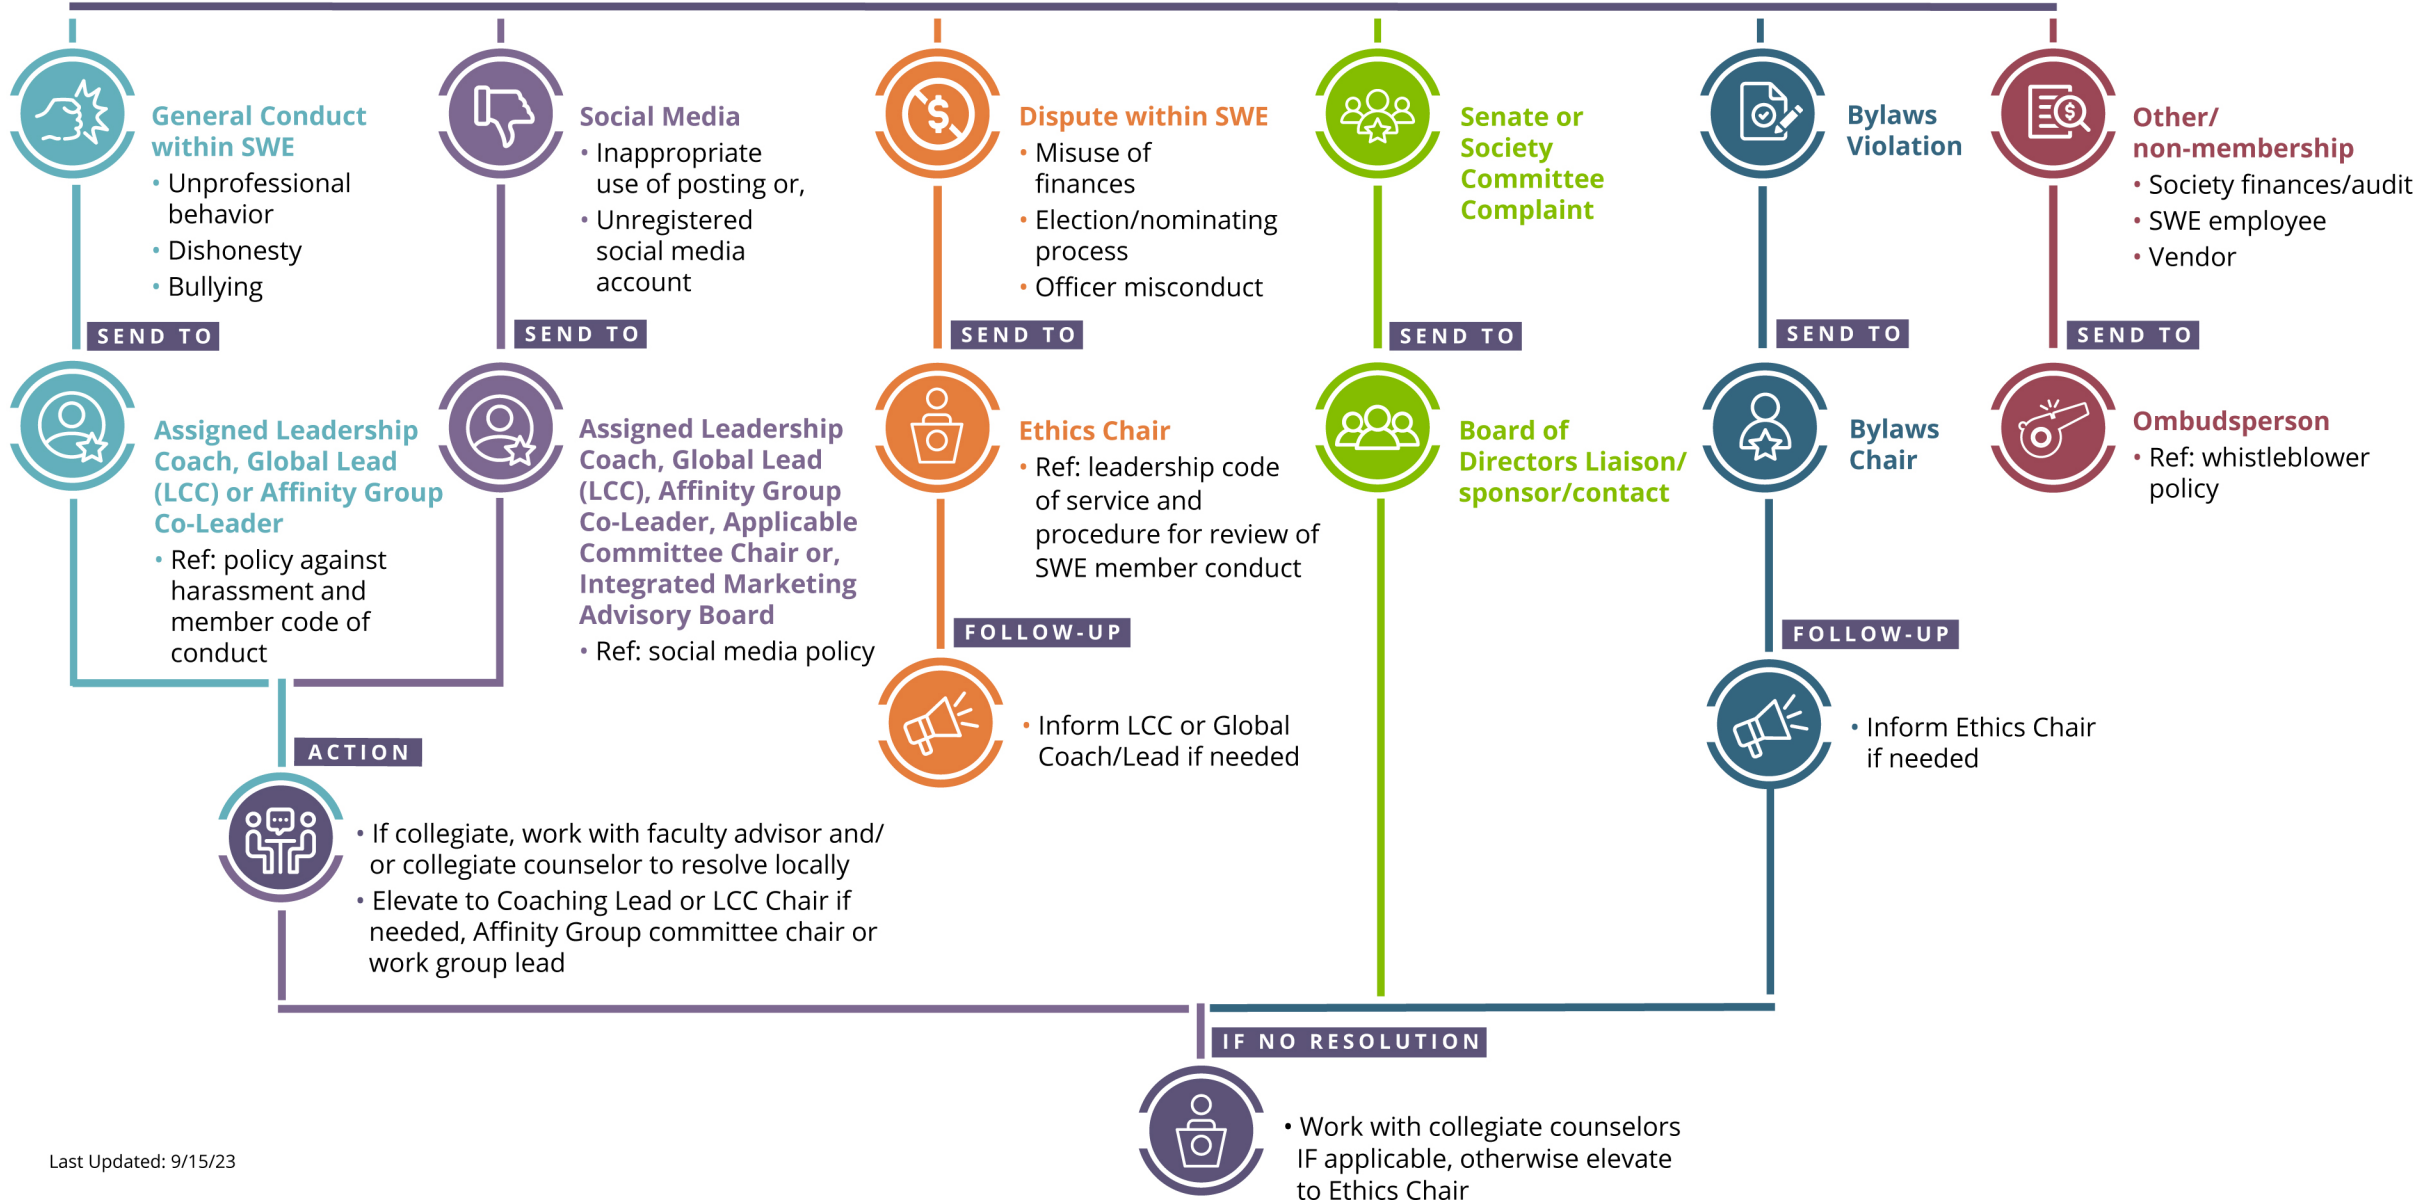 General Conduct
within SWE
• Unprofessional
behavior
• Dishonesty
• Bullying
SEND TO
Assigned Leadership
Coach, Global Lead
(LCC) or Affinity Group
Co-Leader
• Ref: policy against
harassment and
member code of
conduct
Social Media
• Inappropriate
use of posting or,
• Unregistered
social media
account
SEND TO
Assigned Leadership
Coach, Global Lead
(LCC), Affinity Group
Co-Leader, Applicable
Committee Chair or,
Integrated Marketing
Advisory Board
• Ref: social media policy
ACTION
• If collegiate, work with faculty advisor and/
or collegiate counselor to resolve locally
• Elevate to Coaching Lead or LCC Chair if
needed, Affinity Group committee chair or
work group lead
Dispute within SWE
• Misuse of
finances
• Election/nominating
process
• Officer misconduct
SEND TO
Ethics Chair
• Ref: leadership code
of service and
procedure for review of
SWE member conduct
FOLLOW-UP
• Inform LCC or Global
Coach/Lead if needed
Senate or
Society
Committee
Complaint
SEND TO
Board of
Directors Liaison/
sponsor/contact
Bylaws
Violation
SEND TO
Bylaws
Chair
FOLLOW-UP
• Inform Ethics Chair
if needed
Other/
non-membership
• Society finances/audit
• SWE employee
• Vendor
SEND TO
Ombudsperson
• Ref: whistleblower
policy
IF NO RESOLUTION
• Work with collegiate counselors
IF applicable, otherwise elevate
to Ethics Chair
Last Updated: 9/15/23